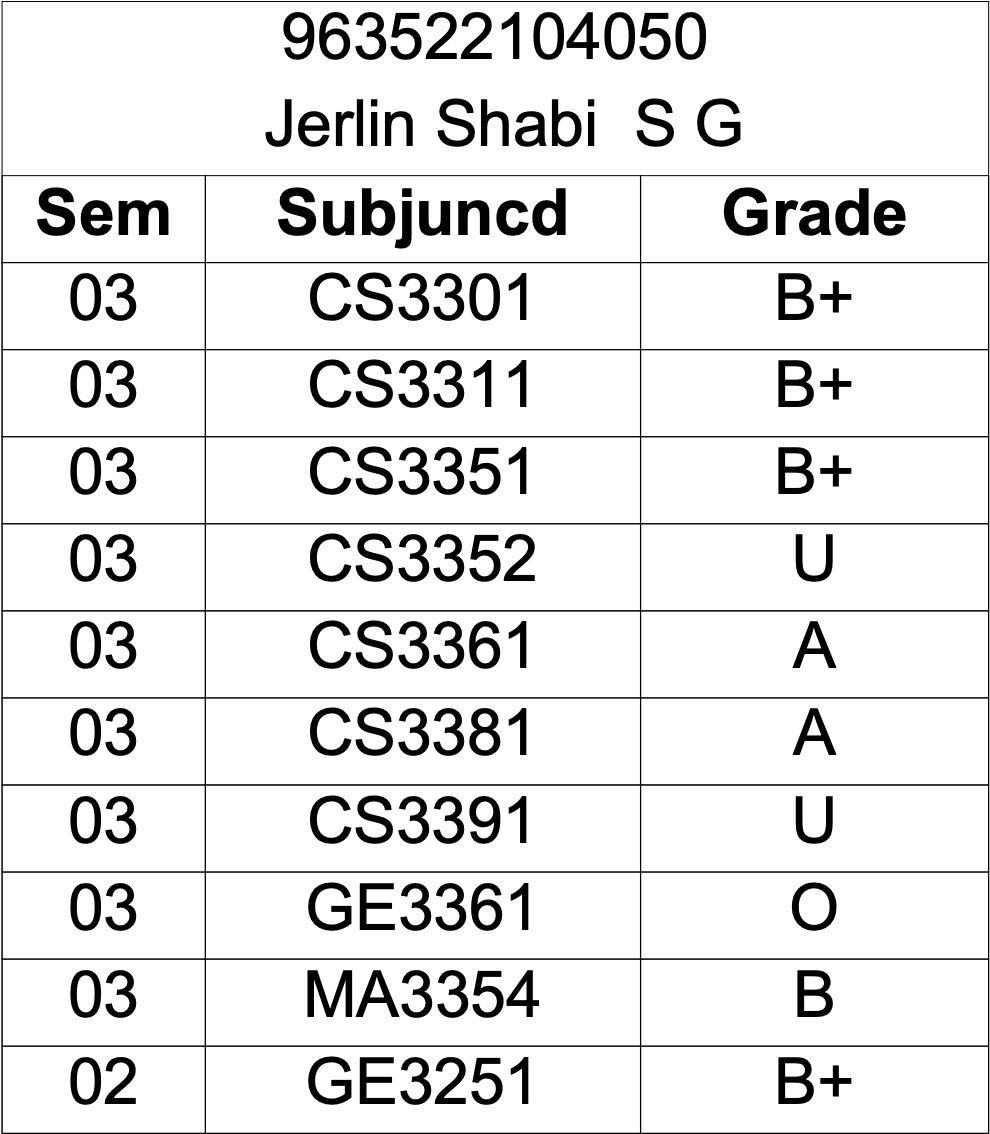 963522104050
Jerlin Shabi S G
Sem Subjuncd Grade
03 CS3301 B+
03 CS3311 B+
03 CS3351 B+
03 CS3352 U
03 CS3361 A
03 CS3381 A
03 CS3391 U
03 GE3361 O
03 MA3354 B
02 GE3251 B+